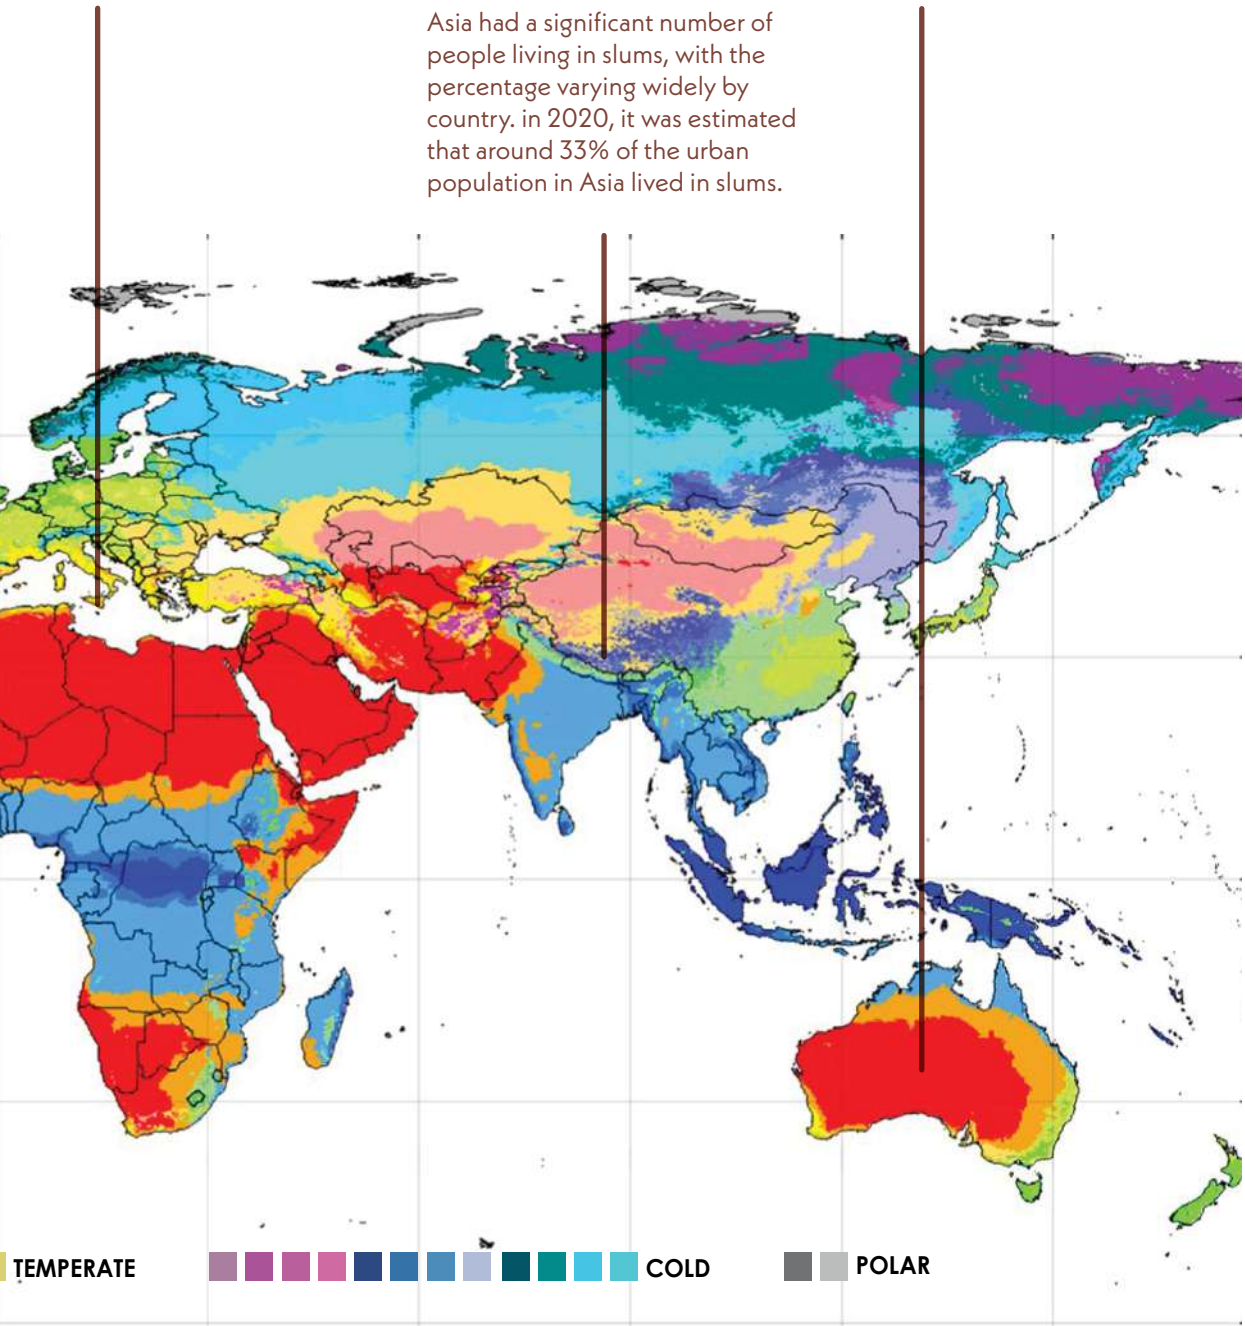 Asia had a significant number of
people living in slums, with the
percentage varying widely by
country. in 2020, it was estimated
that around 33% of the urban
population in Asia lived in slums.
TEMPERATE
COLD
POLAR